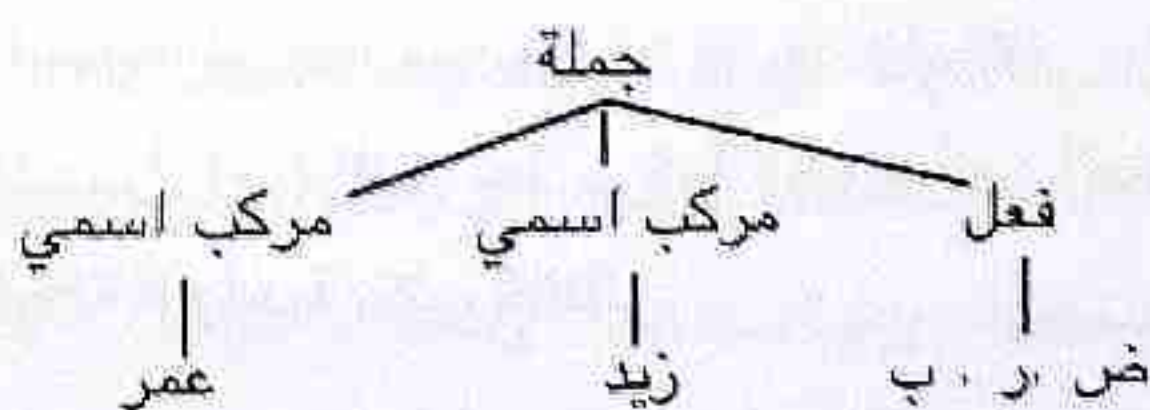 جملة
فعل مركب اسمي مركب اسمي
ض ، ر ، ب زيد عمر